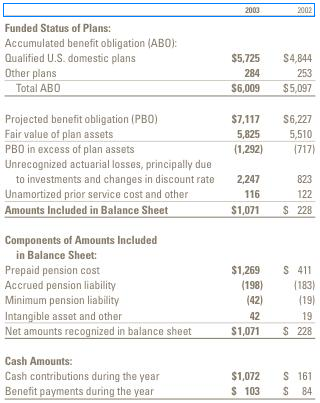 2003 2002
Funded Status of Plans:
Accumulated benefit obligation (ABO):
Qualified U.S. domestic plans $5,725 $4,844
Other plans 284 253
Total ABO $6,009 $5,097
Projected benefit obligation (PBO) $7,117 $6,227
Fair value of plan assets 5,825 5,510
PBO in excess of plan assets (1,292) (717)
Unrecognized actuarial losses, principally due
to investments and changes in discount rate 2,247 823
Unamortized prior service cost and other 116 122
Amounts Included in Balance Sheet $1,071 $ 228
Components of Amounts Included
in Balance Sheet:
Prepaid pension cost $1,269 $ 411
Accrued pension liability (198) (183)
Minimum pension liability (42) (19)
Intangible asset and other 42 19
Net amounts recognized in balance sheet $1,071 $ 228
Cash Amounts:
Cash contributions during the year $1,072 $ 161
Benefit payments during the year $ 103 $ 84